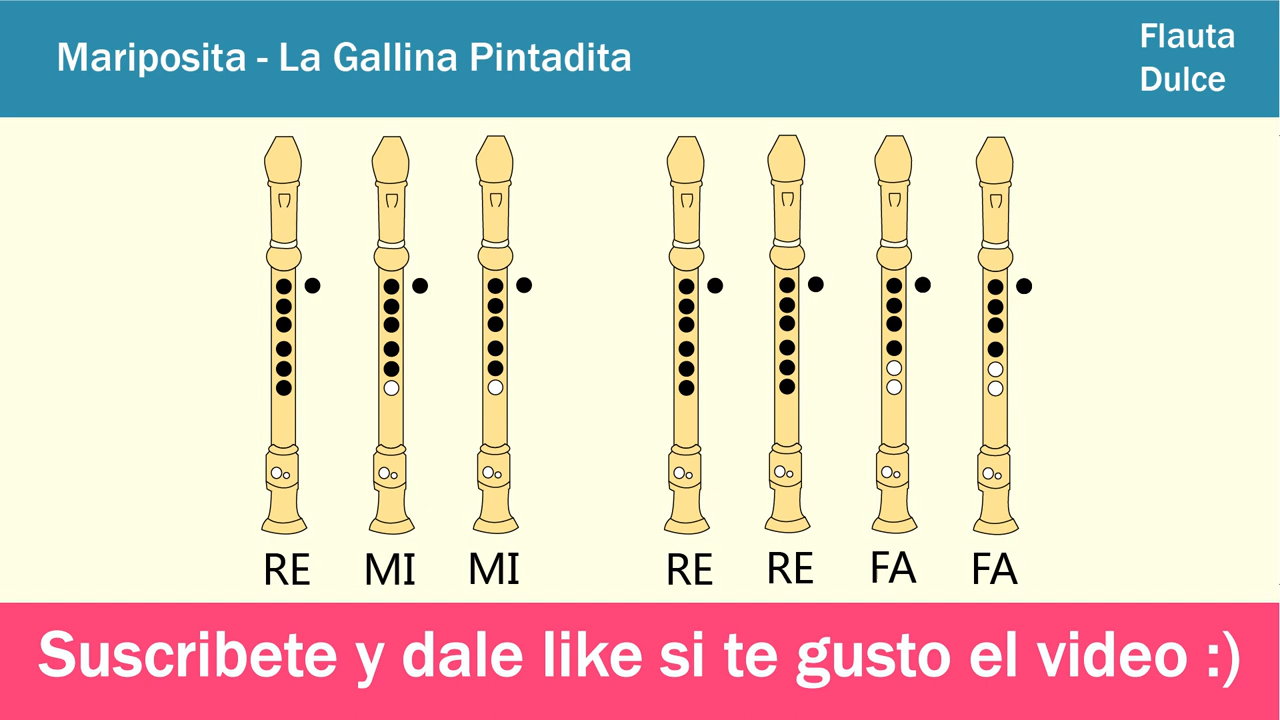 Mariposita - La Gallina Pintadita
Flauta
Dulce
RE MI MI RE RE FA FA
Suscribete y dale like si te gusto el video :)